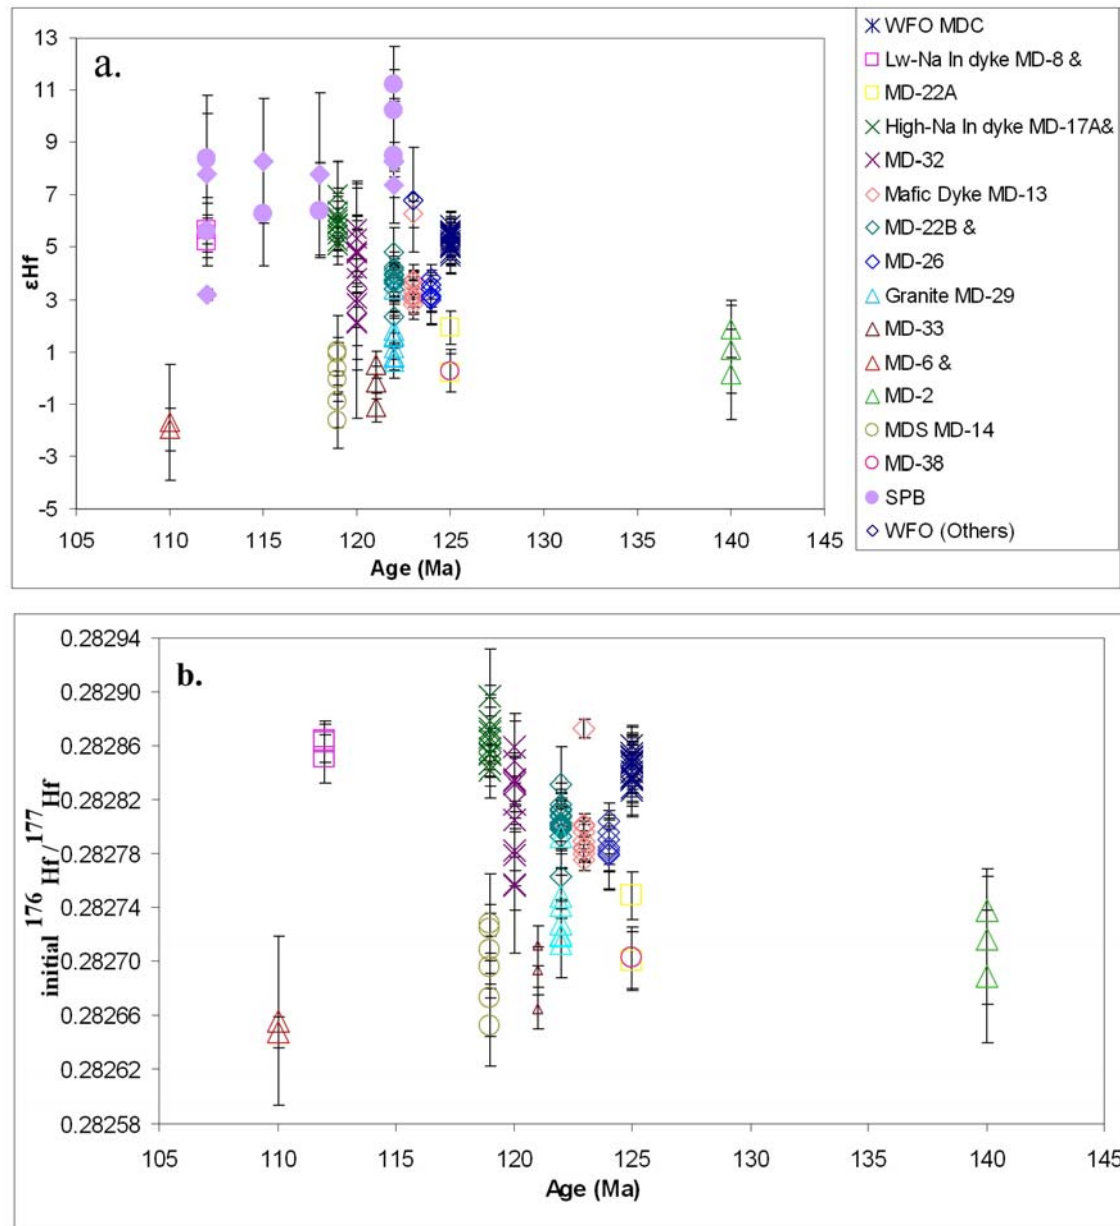 a.
13
11
9
7
5
3
1
-1
-3
-5
εHf
105 110 115 120 125 130 135 140 145
Age (Ma)
WFO MDC
Lw-Na In dyke MD-8 &
MD-22A
High-Na In dyke MD-17A&
MD-32
Mafic Dyke MD-13
MD-22B &
MD-26
Granite MD-29
MD-33
MD-6 &
MD-2
MDS MD-14
MD-38
SPB
WFO (Others)
b.
0.28294
0.28290
0.28286
0.28282
0.28278
0.28274
0.28270
0.28266
0.28262
0.28258
initial 176Hf / 177Hf
105 110 115 120 125 130 135 140 145
Age (Ma)